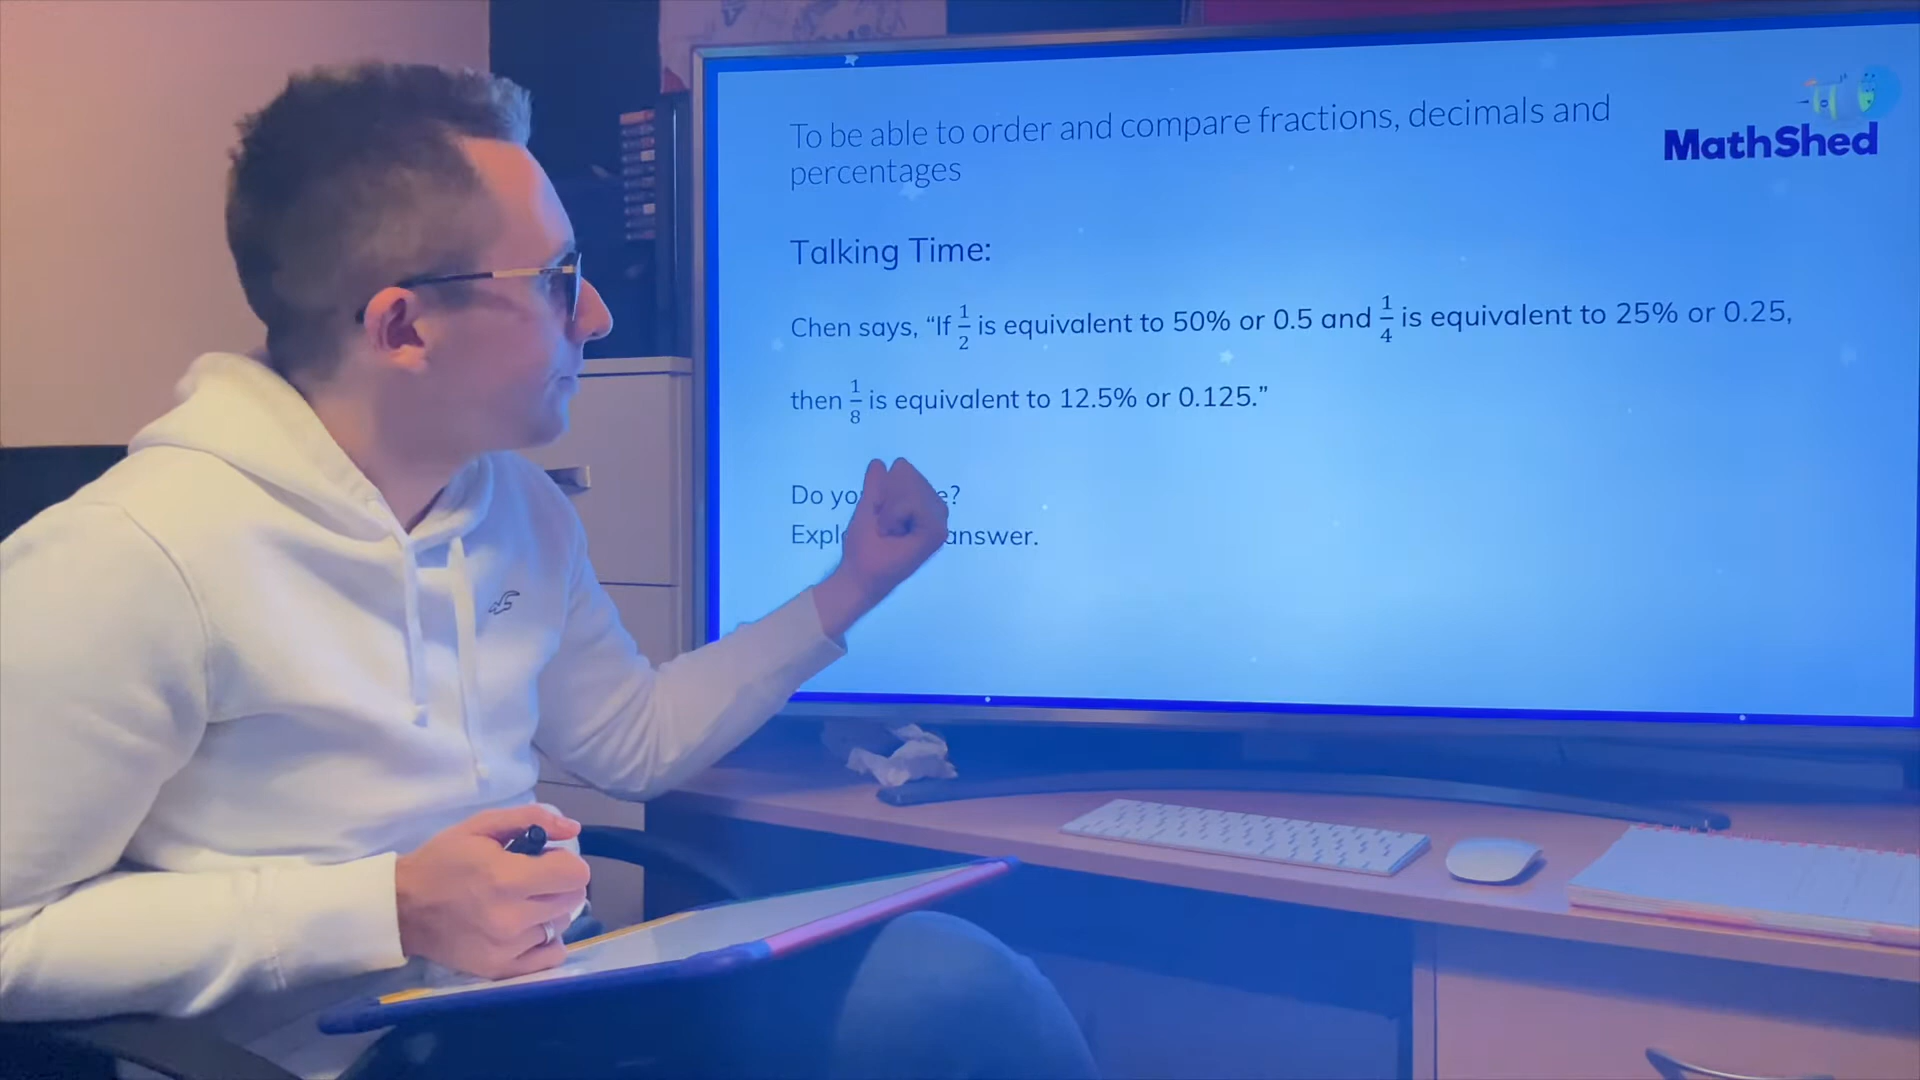 To be able to order and compare fractions, decimals and
percentages
MathShed
Talking Time:
Chen says, “If 1/2 is equivalent to 50% or 0.5 and 1/4 is equivalent to 25% or 0.25,
then 1/8 is equivalent to 12.5% or 0.125.”
Do
answer.